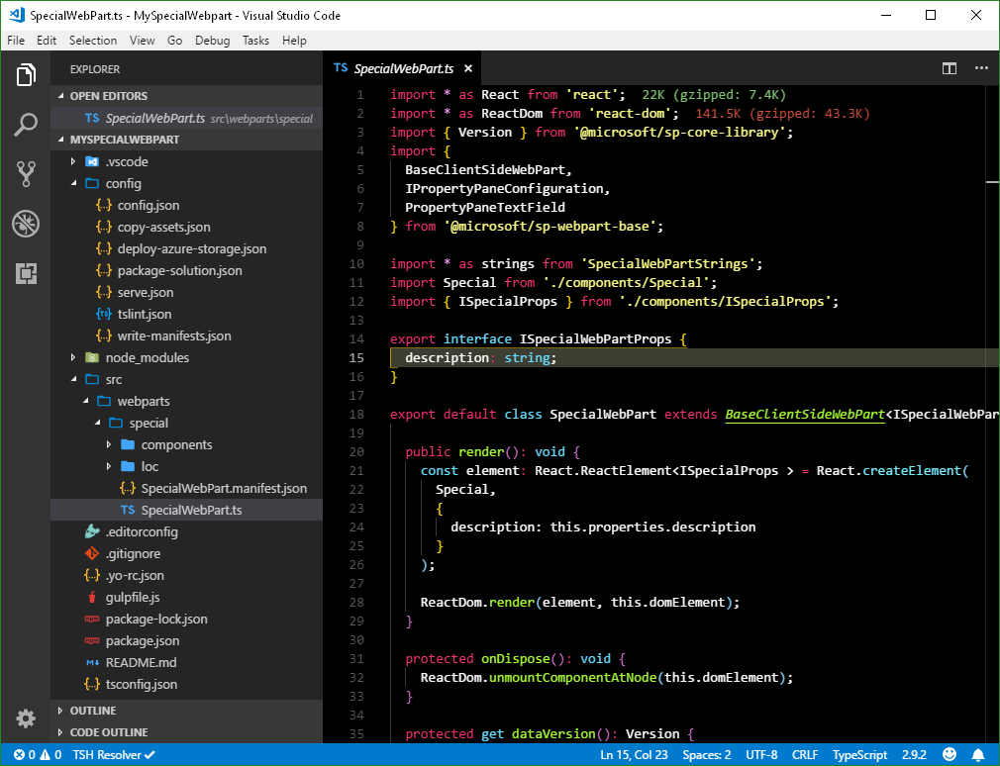 SpecialWebPart.ts - MySpecialWebpart - Visual Studio Code
File Edit Selection View Go Debug Tasks Help
EXPLORER
OPEN EDITORS
TS SpecialWebPart.ts src\webparts\special
MYSPECIALWEBPART
.vscode
config
{..} config.json
{..} copy-assets.json
{..} deploy-azure-storage.json
{..} package-solution.json
{..} serve.json
{TS} tslint.json
{..} write-manifests.json
node_modules
src
webparts
special
components
loc
{..} SpecialWebPart.manifest.json
TS SpecialWebPart.ts
.editorconfig
.gitignore
{..} .yo-rc.json
gulpfile.js
npm package-lock.json
npm package.json
M↓ README.md
{..} tsconfig.json
OUTLINE
CODE OUTLINE
TS SpecialWebPart.ts ×
1 import * as React from 'react'; 22K (gzipped: 7.4K)
2 import * as ReactDom from 'react-dom'; 141.5K (gzipped: 43.3K)
3 import { Version } from '@microsoft/sp-core-library';
4 import {
5 BaseClientSideWebPart,
6 IPropertyPaneConfiguration,
7 PropertyPaneTextField
8 } from '@microsoft/sp-webpart-base';
9
10 import * as strings from 'SpecialWebPartStrings';
11 import Special from './components/Special';
12 import { ISpecialProps } from './components/ISpecialProps';
13
14 export interface ISpecialWebPartProps {
15 description: string;
16 }
17
18 export default class SpecialWebPart extends BaseClientSideWebPart<ISpecialWebPar
19
20 public render(): void {
21 const element: React.ReactElement<ISpecialProps > = React.createElement(
22 Special,
23 {
24 description: this.properties.description
25 }
26 );
27
28 ReactDom.render(element, this.domElement);
29 }
30
31 protected onDispose(): void {
32 ReactDom.unmountComponentAtNode(this.domElement);
33 }
34
35 protected get dataVersion(): Version {
0 0 TSH Resolver ✓ Ln 15, Col 23 Spaces: 2 UTF-8 CRLF TypeScript 2.9.2